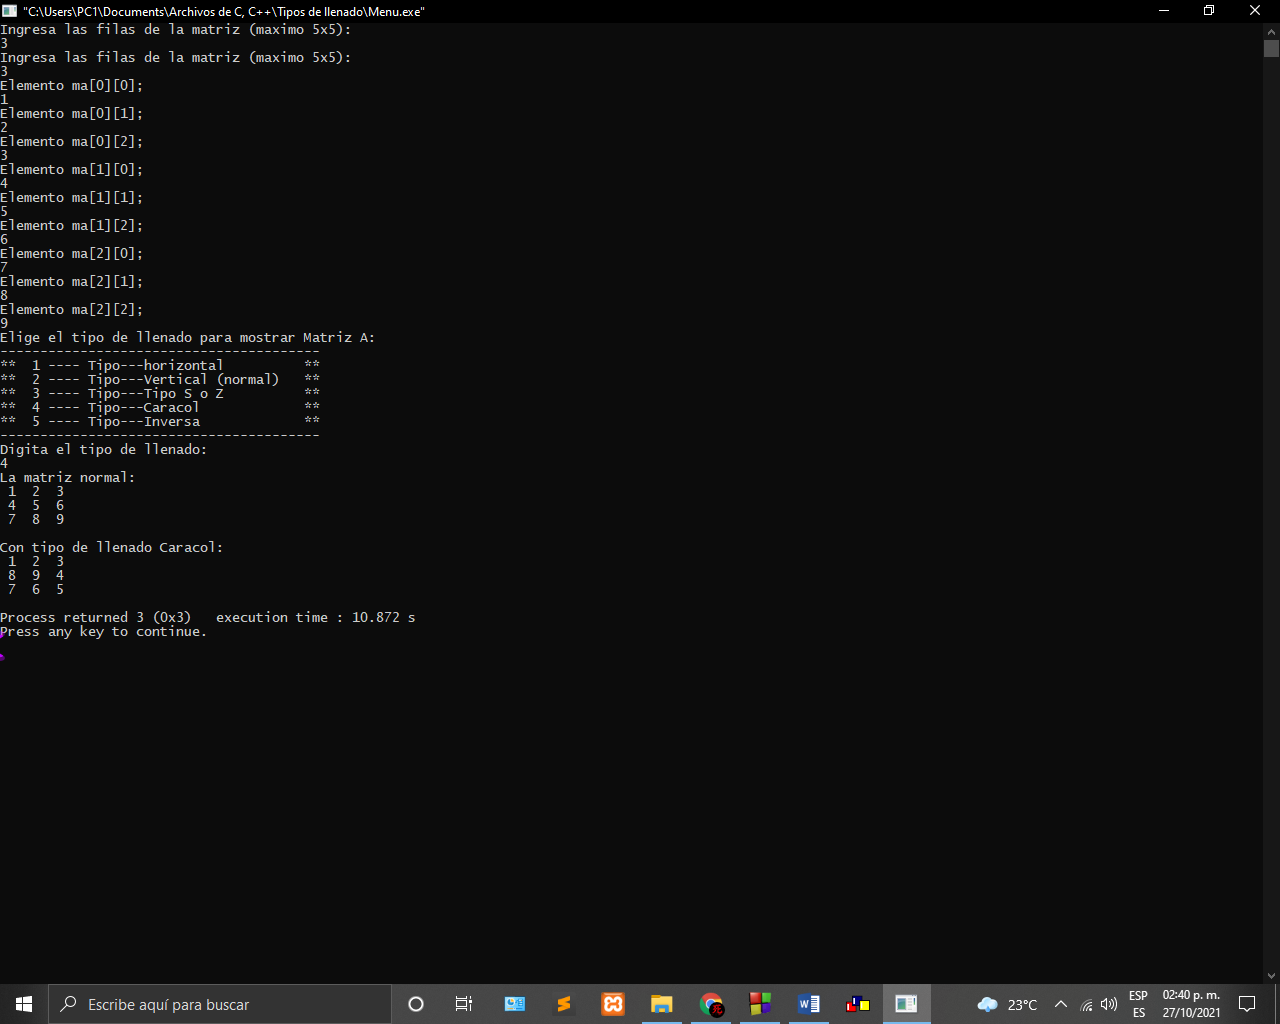 "C:\Users\PC1\Documents\Archivos de C, C++\Tipos de llenado\Menu.exe"
Ingresa las filas de la matriz (maximo 5x5):
3
Ingresa las filas de la matriz (maximo 5x5):
3
Elemento ma[0][0];
1
Elemento ma[0][1];
2
Elemento ma[0][2];
3
Elemento ma[1][0];
4
Elemento ma[1][1];
5
Elemento ma[1][2];
6
Elemento ma[2][0];
7
Elemento ma[2][1];
8
Elemento ma[2][2];
9
Elige el tipo de llenado para mostrar Matriz A:
----------------------------------------
**  1 ---- Tipo---horizontal          **
**  2 ---- Tipo---Vertical (normal)   **
**  3 ---- Tipo---Tipo S o Z          **
**  4 ---- Tipo---Caracol             **
**  5 ---- Tipo---Inversa             **
----------------------------------------
Digita el tipo de llenado:
4
La matriz normal:
1  2  3
4  5  6
7  8  9
Con tipo de llenado Caracol:
1  2  3
8  9  4
7  6  5
Process returned 3 (0x3)   execution time : 10.872 s
Press any key to continue.
Escribe aquí para buscar
23°C
ESP
ES
02:40 p. m.
27/10/2021